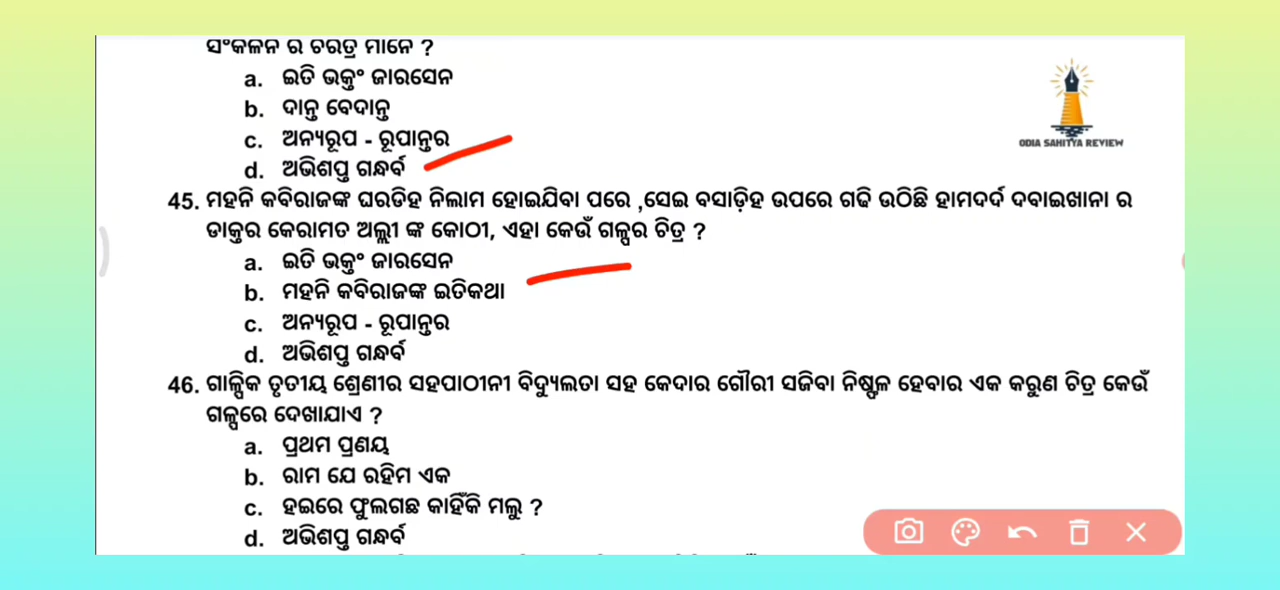 ସଂକଳନ ର ଚରିତ୍ର ମାନେ ?
a. ଇତି ଭକ୍ତଂ ଜାରସେନ
b. ଦାନ୍ତ ବେଦାନ୍ତ
c. ଅନ୍ୟରୂପ - ରୂପାନ୍ତର
d. ଅଭିଶପ୍ତ ଗନ୍ଧର୍ବ
ODIA SAHITYA REVIEW
45. ମହନି କବିରାଜଙ୍କ ଘରଡିହ ନିଲାମ ହୋଇଯିବା ପରେ ,ସେଇ ବସାଡ଼ିହ ଉପରେ ଗଢି ଉଠିଛି ହାମଦର୍ଦ ଦବାଇଖାନା ର
ଡାକ୍ତର କେରାମତ ଅଲ୍ଲୀ ଙ୍କ କୋଠୀ, ଏହା କେଉଁ ଗଳ୍ପର ଚିତ୍ର ?
a. ଇତି ଭକ୍ତଂ ଜାରସେନ
b. ମହନି କବିରାଜଙ୍କ ଇତିକଥା
c. ଅନ୍ୟରୂପ - ରୂପାନ୍ତର
d. ଅଭିଶପ୍ତ ଗନ୍ଧର୍ବ
46. ଗାଳ୍ପିକ ତୃତୀୟ ଶ୍ରେଣୀର ସହପାଠୀନୀ ବିଦ୍ୟୁଲତା ସହ କେଦାର ଗୌରୀ ସଜିବା ନିଷ୍ଫଳ ହେବାର ଏକ କରୁଣ ଚିତ୍ର କେଉଁ
ଗଳ୍ପରେ ଦେଖାଯାଏ ?
a. ପ୍ରଥମ ପ୍ରଣୟ
b. ରାମ ଯେ ରହିମ ଏକ
c. ହଇରେ ଫୁଲଗଛ କାହିଁକି ମଲୁ ?
d. ଅଭିଶପ୍ତ ଗନ୍ଧର୍ବ